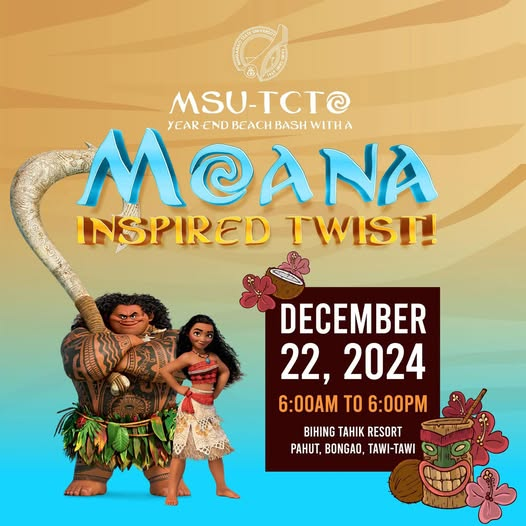 MSU-TCTO
YEAR-END BEACH BASH WITH A
MOANA
INSPIRED TWIST!
DECEMBER
22, 2024
6:00AM TO 6:00PM
BIHING TAHIK RESORT
PAHUT, BONGAO, TAWI-TAWI